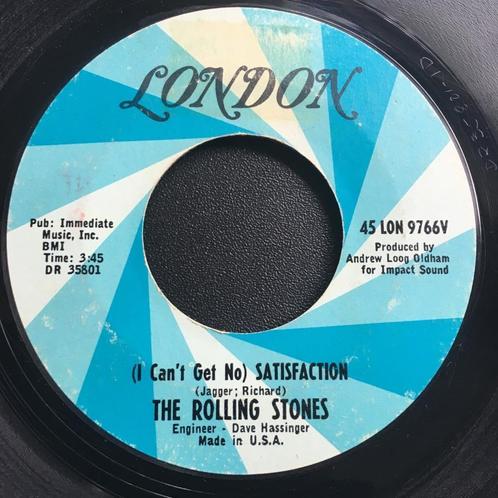 LONDON
Pub: Immediate
Music, Inc.
BMI
Time: 3:45
DR 35801
45 LON 9766V
Produced by
Andrew Loog Oldham
for Impact Sound
(I Can't Get No) SATISFACTION
(Jagger; Richard)
THE ROLLING STONES
Engineer - Dave Hassinger
Made in U.S.A.